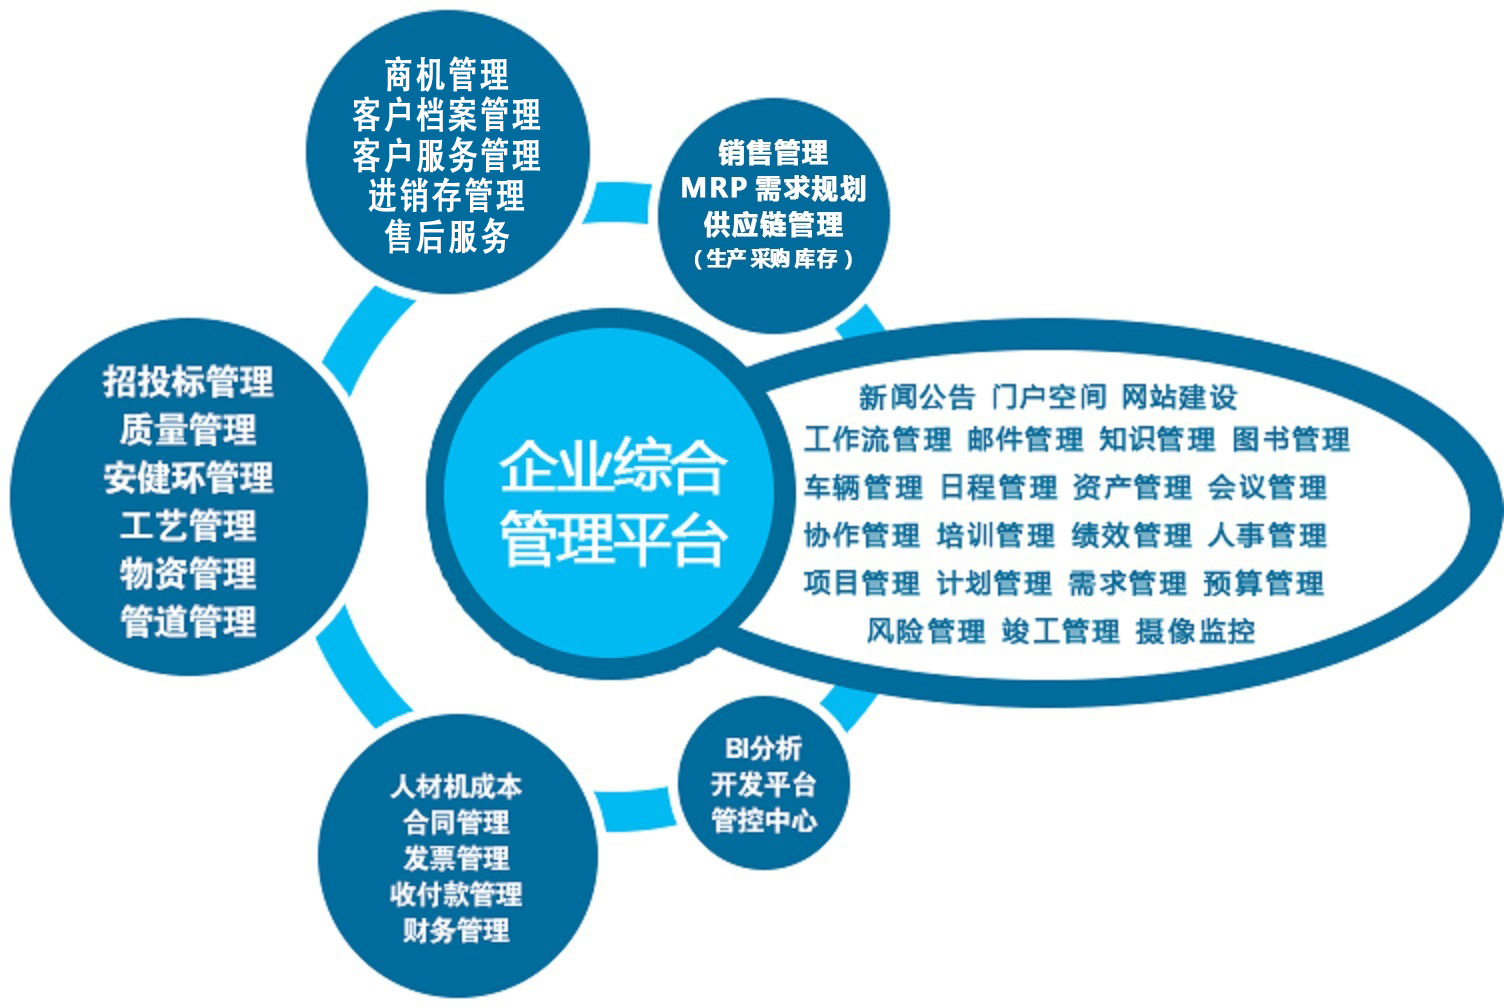 商机管理
客户档案管理
客户服务管理
进销存管理
售后服务
销售管理
MRP 需求规划
供应链管理
（生产 采购 库存）
招投标管理
质量管理
安健环管理
工艺管理
物资管理
管道管理
企业综合
管理平台
新闻公告 门户空间 网站建设
工作流管理 邮件管理 知识管理 图书管理
车辆管理 日程管理 资产管理 会议管理
协作管理 培训管理 绩效管理 人事管理
项目管理 计划管理 需求管理 预算管理
风险管理 竣工管理 摄像监控
人材机成本
合同管理
发票管理
收付款管理
财务管理
BI分析
开发平台
管控中心